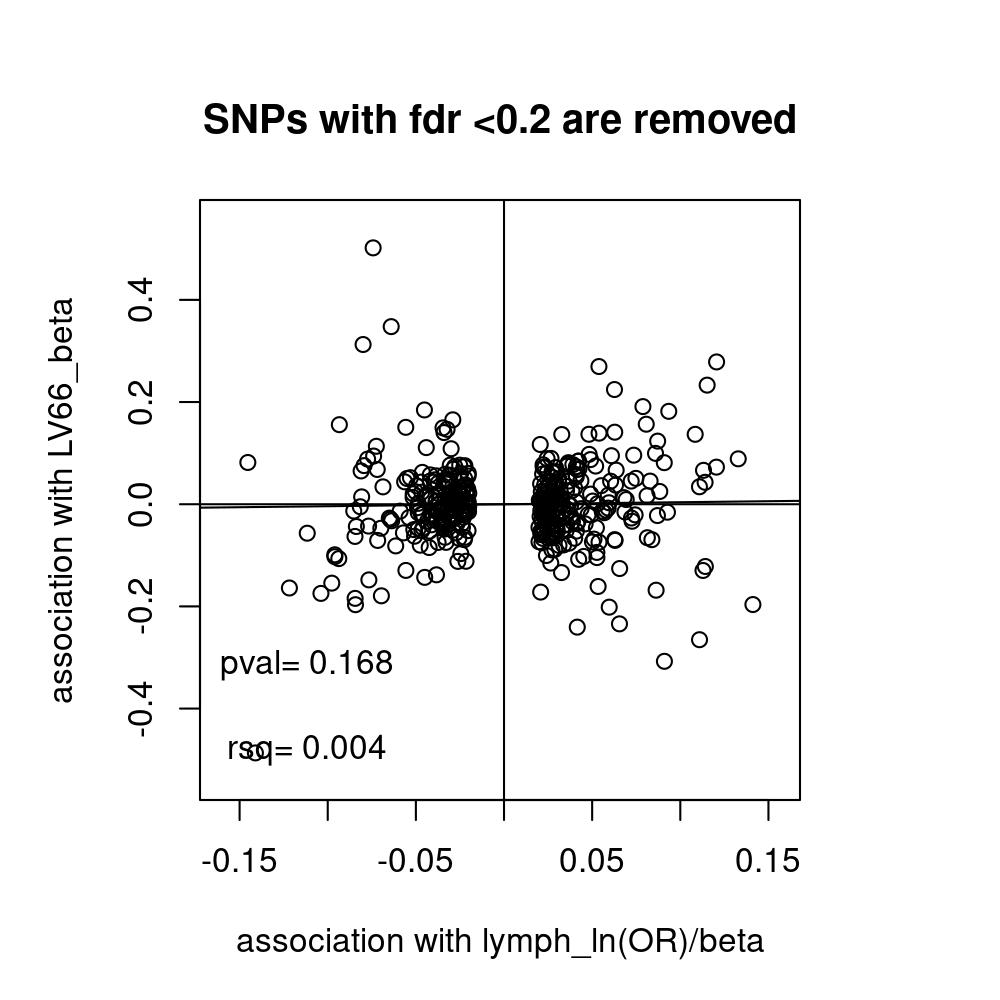 SNPs with fdr <0.2 are removed
association with LV66_beta
0.4
0.2
0.0
-0.2
-0.4
pval= 0.168
rsq= 0.004
-0.15 -0.05 0.05 0.15
association with lymph_ln(OR)/beta